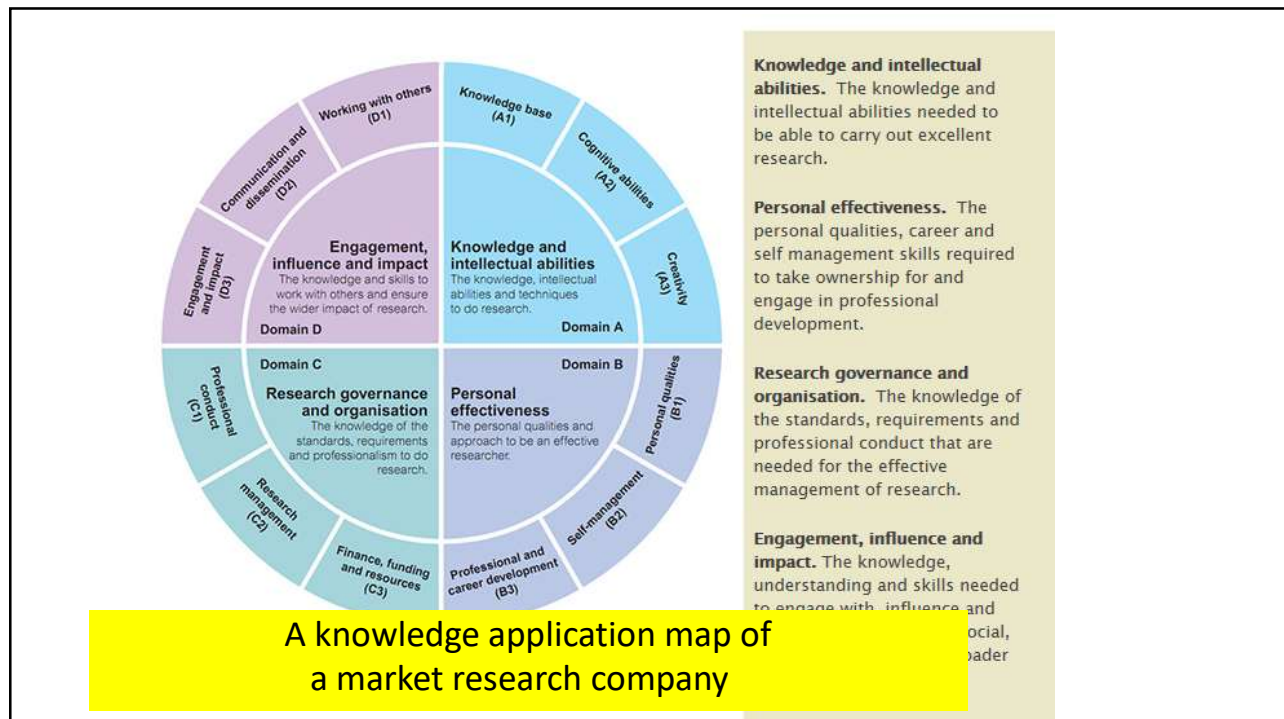 Working with others
(D1)
Communication and
dissemination
(D2)
Engagement
and impact
(D3)
Knowledge base
(A1)
Cognitive abilities
(A2)
Creativity
(A3)
Engagement,
influence and impact
The knowledge and skills to
work with others and ensure
the wider impact of research.
Domain D
Knowledge and
intellectual abilities
The knowledge, intellectual
abilities and techniques
to do research.
Domain A
Domain C
Research governance
and organisation
The knowledge of the
standards, requirements
and professionalism to do
research.
Domain B
Personal
effectiveness
The personal qualities and
approach to be an effective
researcher.
Professional
conduct
(C1)
Research
management
(C2)
Finance, funding
and resources
(C3)
Personal qualities
(B1)
Self-management
(B2)
Professional and
career development
(B3)
Knowledge and intellectual
abilities. The knowledge and
intellectual abilities needed to
be able to carry out excellent
research.
Personal effectiveness. The
personal qualities, career and
self management skills required
to take ownership for and
engage in professional
development.
Research governance and
organisation. The knowledge of
the standards, requirements and
professional conduct that are
needed for the effective
management of research.
Engagement, influence and
impact. The knowledge,
understanding and skills needed
to engage with, influence and
A knowledge application map of
a market research company